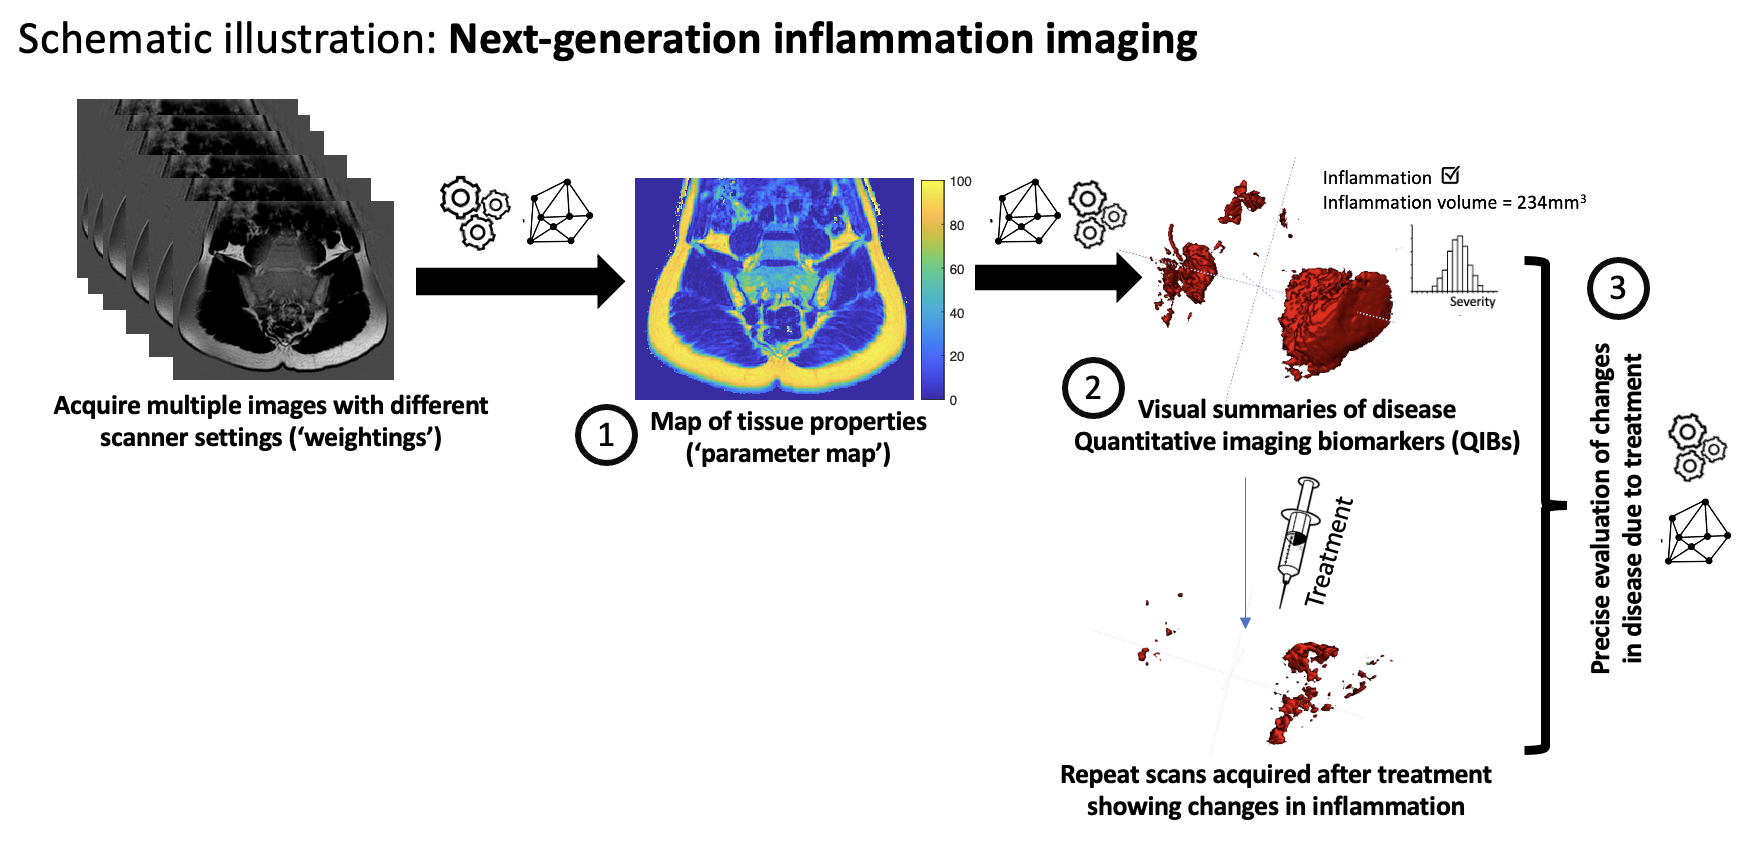 Schematic illustration: Next-generation inflammation imaging
Acquire multiple images with different
scanner settings (‘weightings’)
100
80
60
40
20
0
1
Map of tissue properties
(‘parameter map’)
Inflammation
Inflammation volume = 234mm³
Severity
2
Visual summaries of disease
Quantitative imaging biomarkers (QIBs)
Treatment
Repeat scans acquired after treatment
showing changes in inflammation
3
Precise evaluation of changes
in disease due to treatment